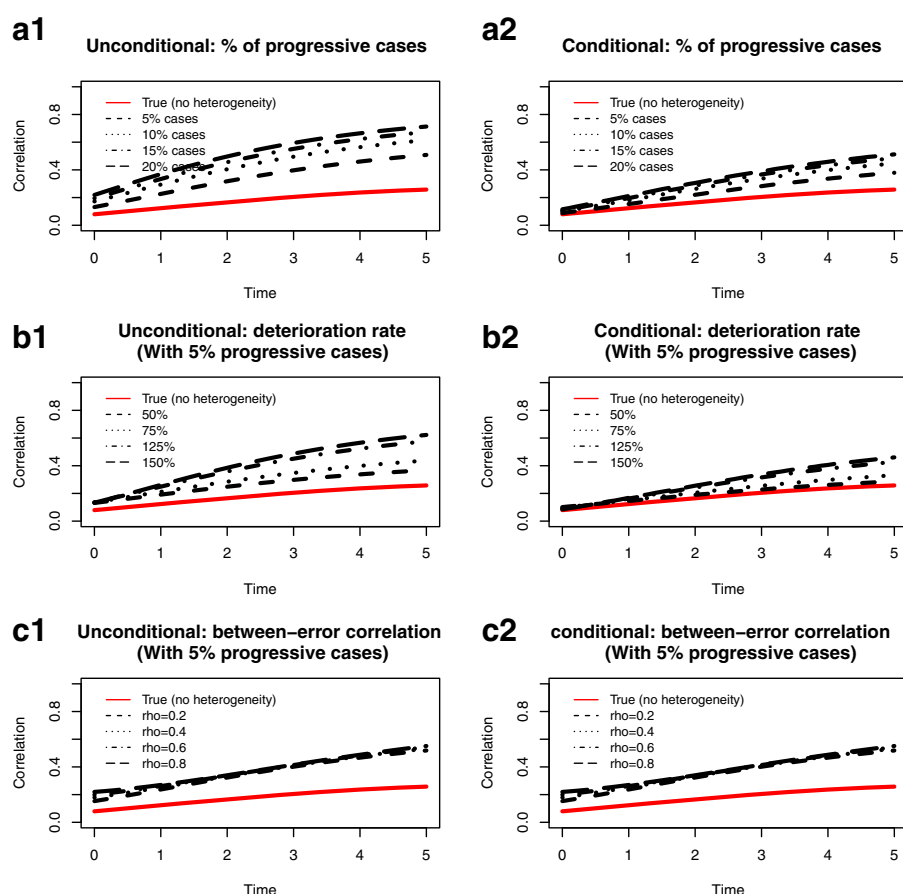 a1
Unconditional: % of progressive cases
Correlation
0.0 0.4 0.8
True (no heterogeneity)
5% cases
10% cases
15% cases
20% cases
0 1 2 3 4 5
Time
a2
Conditional: % of progressive cases
Correlation
0.0 0.4 0.8
True (no heterogeneity)
5% cases
10% cases
15% cases
20% cases
0 1 2 3 4 5
Time
b1
Unconditional: deterioration rate
(With 5% progressive cases)
Correlation
0.0 0.4 0.8
True (no heterogeneity)
50%
75%
125%
150%
0 1 2 3 4 5
Time
b2
Conditional: deterioration rate
(With 5% progressive cases)
Correlation
0.0 0.4 0.8
True (no heterogeneity)
50%
75%
125%
150%
0 1 2 3 4 5
Time
c1
Unconditional: between−error correlation
(With 5% progressive cases)
Correlation
0.0 0.4 0.8
True (no heterogeneity)
rho=0.2
rho=0.4
rho=0.6
rho=0.8
0 1 2 3 4 5
Time
c2
conditional: between−error correlation
(With 5% progressive cases)
Correlation
0.0 0.4 0.8
True (no heterogeneity)
rho=0.2
rho=0.4
rho=0.6
rho=0.8
0 1 2 3 4 5
Time